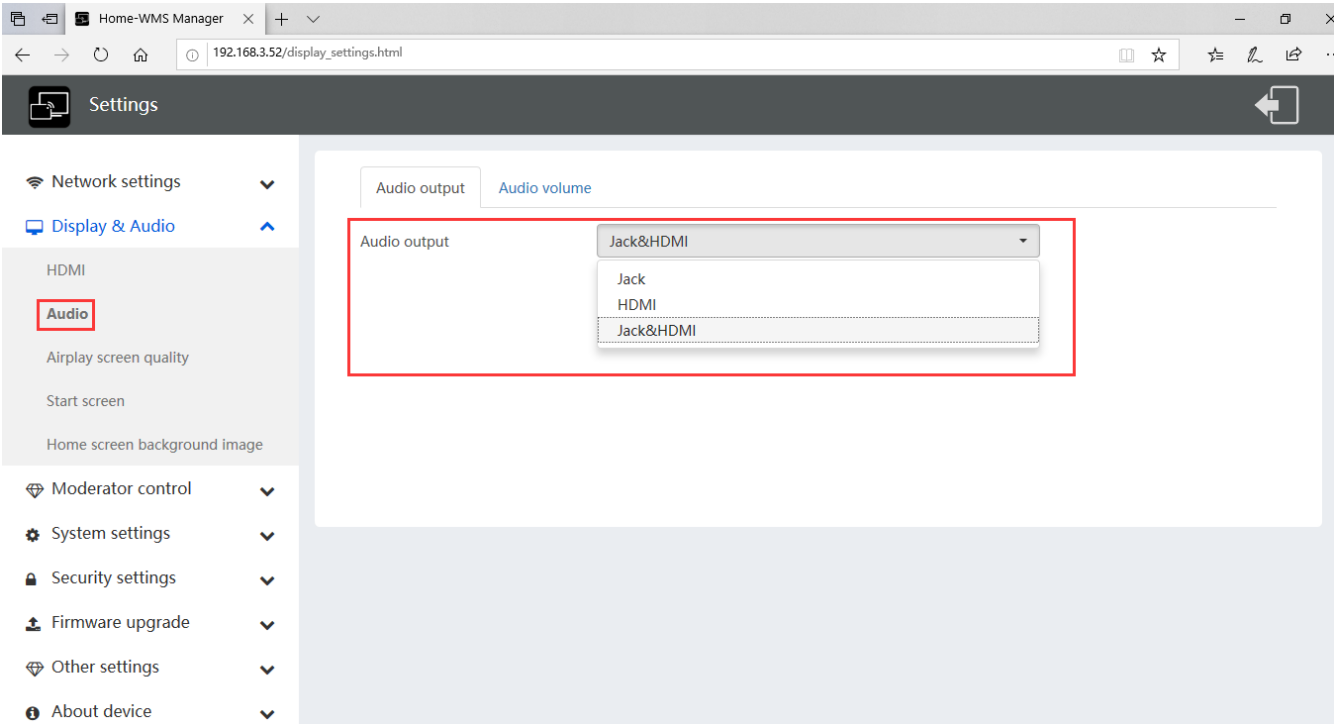 Home-WMS Manager
192.168.3.52/display_settings.html
Settings
Network settings
Display & Audio
HDMI
Audio
Airplay screen quality
Start screen
Home screen background image
Moderator control
System settings
Security settings
Firmware upgrade
Other settings
About device
Audio output
Audio volume
Audio output
Jack&HDMI
Jack
HDMI
Jack&HDMI